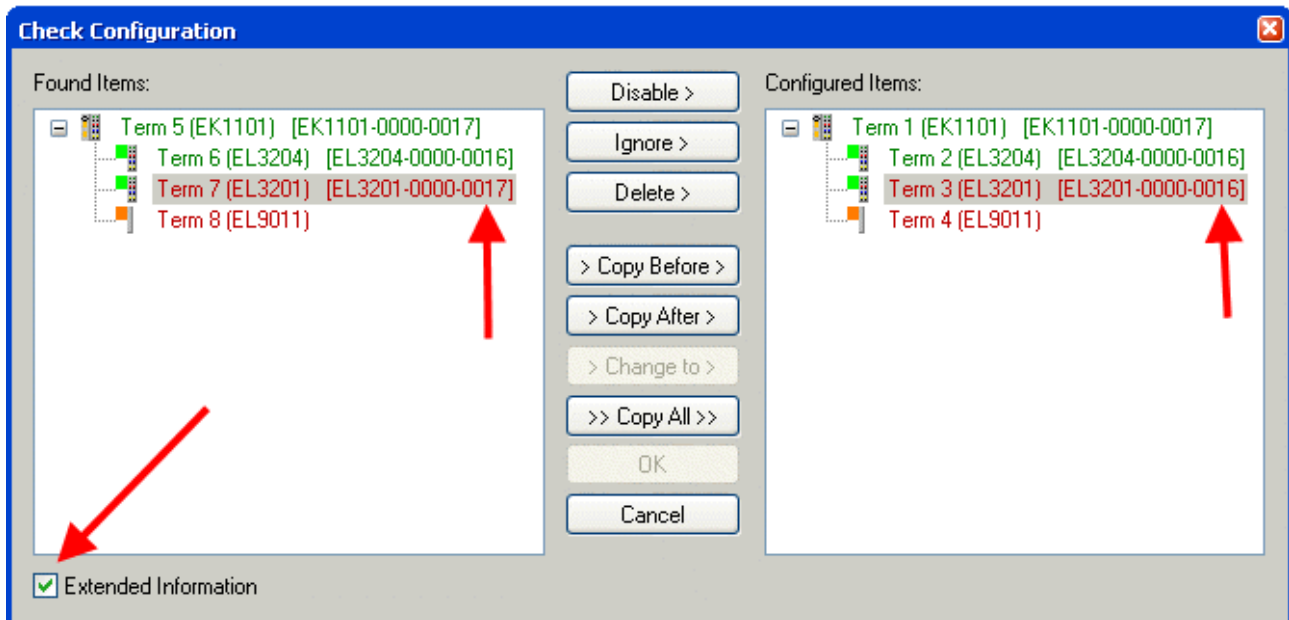 Check Configuration
Found Items:
Term 5 (EK1101) [EK1101-0000-0017]
Term 6 (EL3204) [EL3204-0000-0016]
Term 7 (EL3201) [EL3201-0000-0017]
Term 8 (EL9011)
Disable >
Ignore >
Delete >
> Copy Before >
> Copy After >
> Change to >
>> Copy All >>
OK
Cancel
Configured Items:
Term 1 (EK1101) [EK1101-0000-0017]
Term 2 (EL3204) [EL3204-0000-0016]
Term 3 (EL3201) [EL3201-0000-0016]
Term 4 (EL9011)
Extended Information